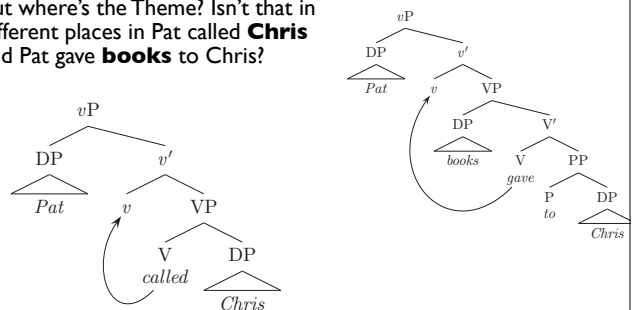 ut where's the Theme? Isn't that in
fferent places in Pat called Chris
d Pat gave books to Chris?
vP
DP v′
Pat v VP
V DP
called
Chris
vP
DP v′
Pat v VP
DP V′
books V PP
gave P DP
to
Chris